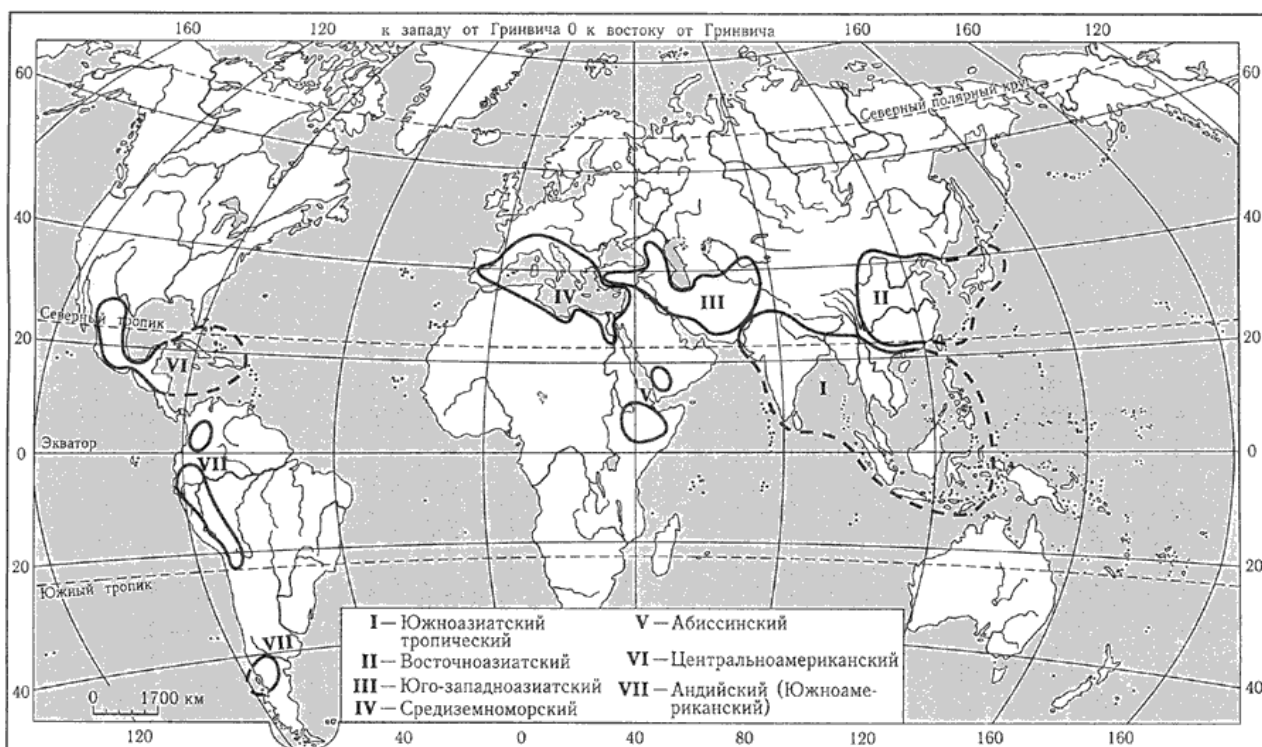 160 120 к западу от Гринвича 0 к востоку от Гринвича 160 160 120
60 Северный полярный круг 60
40 40
IV III II
Северный тропик
20 VI 20
V I
Экватор
0 VII 0
20 20
Южный тропик
VII
I — Южноазиатский тропический
II — Восточноазиатский
III — Юго-западноазиатский
IV — Средиземноморский
V — Абиссинский
VI — Центральноамериканский
VII — Андийский (Южноаме-
риканский)
0 1700 км
40 40
120 40 0 40 80 120 160 160